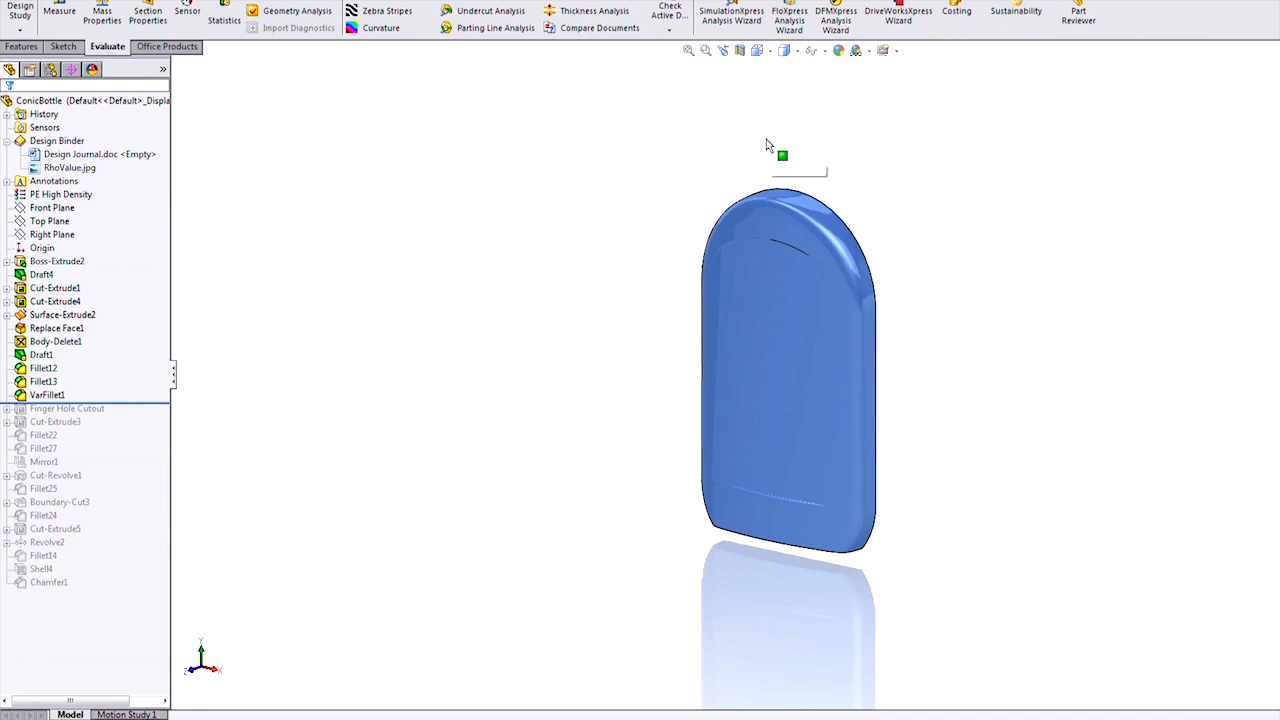 Design
Study
Measure
Mass
Properties
Section
Properties
Sensor
Statistics
Geometry Analysis
Import Diagnostics
Zebra Stripes
Curvature
Undercut Analysis
Parting Line Analysis
Thickness Analysis
Compare Documents
Check
Active D...
SimulationXpress
Analysis Wizard
FloXpress
Analysis
Wizard
DFMXpress
Analysis
Wizard
DriveWorksXpress
Wizard
Costing
Sustainability
Part
Reviewer
Features
Sketch
Evaluate
Office Products
ConicBottle (Default<<Default>_Displa
History
Sensors
Design Binder
Design Journal.doc <Empty>
RhoValue.jpg
Annotations
PE High Density
Front Plane
Top Plane
Right Plane
Origin
Boss-Extrude2
Draft4
Cut-Extrude1
Cut-Extrude4
Surface-Extrude2
Replace Face1
Body-Delete1
Draft1
Fillet12
Fillet13
VarFillet1
Finger Hole Cutout
Cut-Extrude3
Fillet22
Fillet27
Mirror1
Cut-Revolve1
Fillet25
Boundary-Cut3
Fillet24
Cut-Extrude5
Revolve2
Fillet14
Shell4
Chamfer1
Y
Z X
Model
Motion Study 1